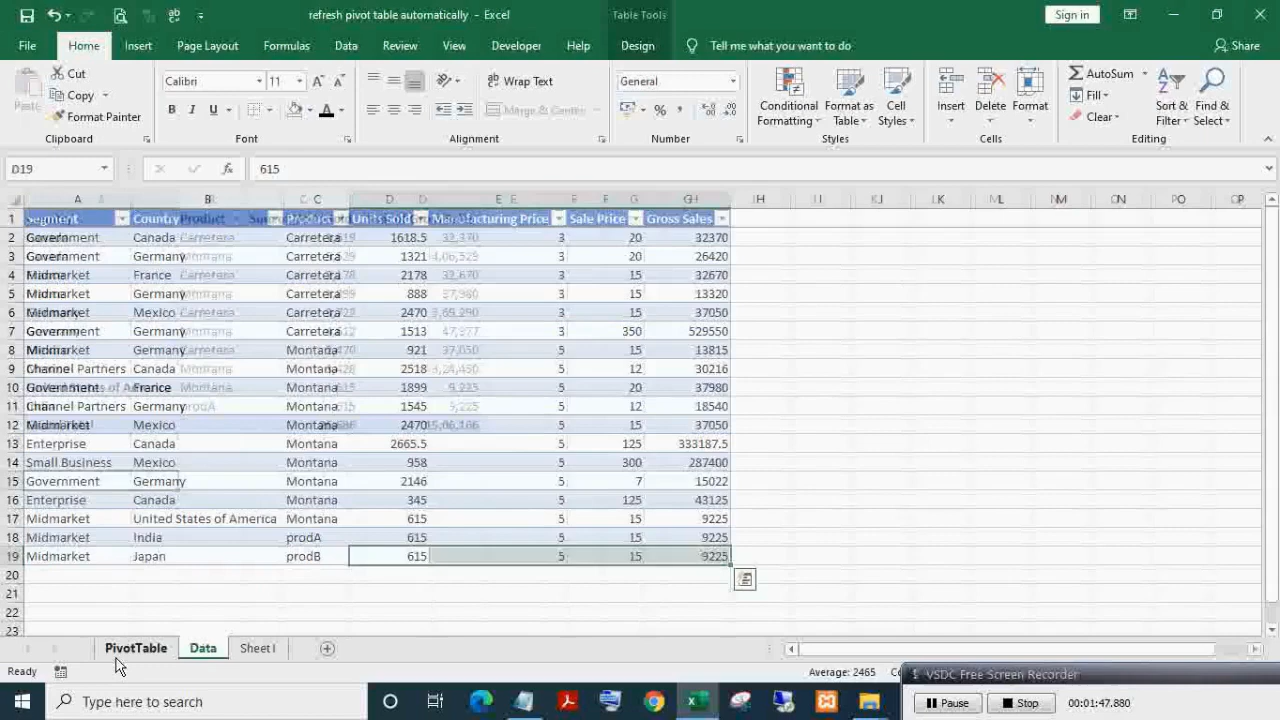 refresh pivot table automatically - Excel
Table Tools
Sign in
File Home Insert Page Layout Formulas Data Review View Developer Help Design Tell me what you want to do Share
Paste
Cut
Copy
Format Painter
Clipboard
Calibri 11
B I U
Font
Wrap Text
Merge & Center
Alignment
General
Number
Conditional Formatting
Format as Table
Cell Styles
Styles
Insert Delete Format
Cells
AutoSum
Fill
Clear
Sort & Filter
Find & Select
Editing
D19 fx 615
1 Segment Country Product Units Sold Manufacturing Price Sale Price Gross Sales
2 Government Canada Carretera 1618.5 3 20 32370
3 Government Germany Carretera 1321 3 20 26420
4 Midmarket France Carretera 2178 3 15 32670
5 Midmarket Germany Carretera 888 3 15 13320
6 Midmarket Mexico Carretera 2470 3 15 37050
7 Government Germany Carretera 1513 3 350 529550
8 Midmarket Germany Montana 921 5 15 13815
9 Channel Partners Canada Montana 2518 5 12 30216
10 Government France Montana 1899 5 20 37980
11 Channel Partners Germany Montana 1545 5 12 18540
12 Midmarket Mexico Montana 2470 5 15 37050
13 Enterprise Canada Montana 2665.5 5 125 333187.5
14 Small Business Mexico Montana 958 5 300 287400
15 Government Germany Montana 2146 5 7 15022
16 Enterprise Canada Montana 345 5 125 43125
17 Midmarket United States of America Montana 615 5 15 9225
18 Midmarket India prodA 615 5 15 9225
19 Midmarket Japan prodB 615 5 15 9225
20
21
22
23
PivotTable Data Sheet1
Ready Average: 2465
VSDC Free Screen Recorder
Pause Stop 00:01:47.880
Type here to search